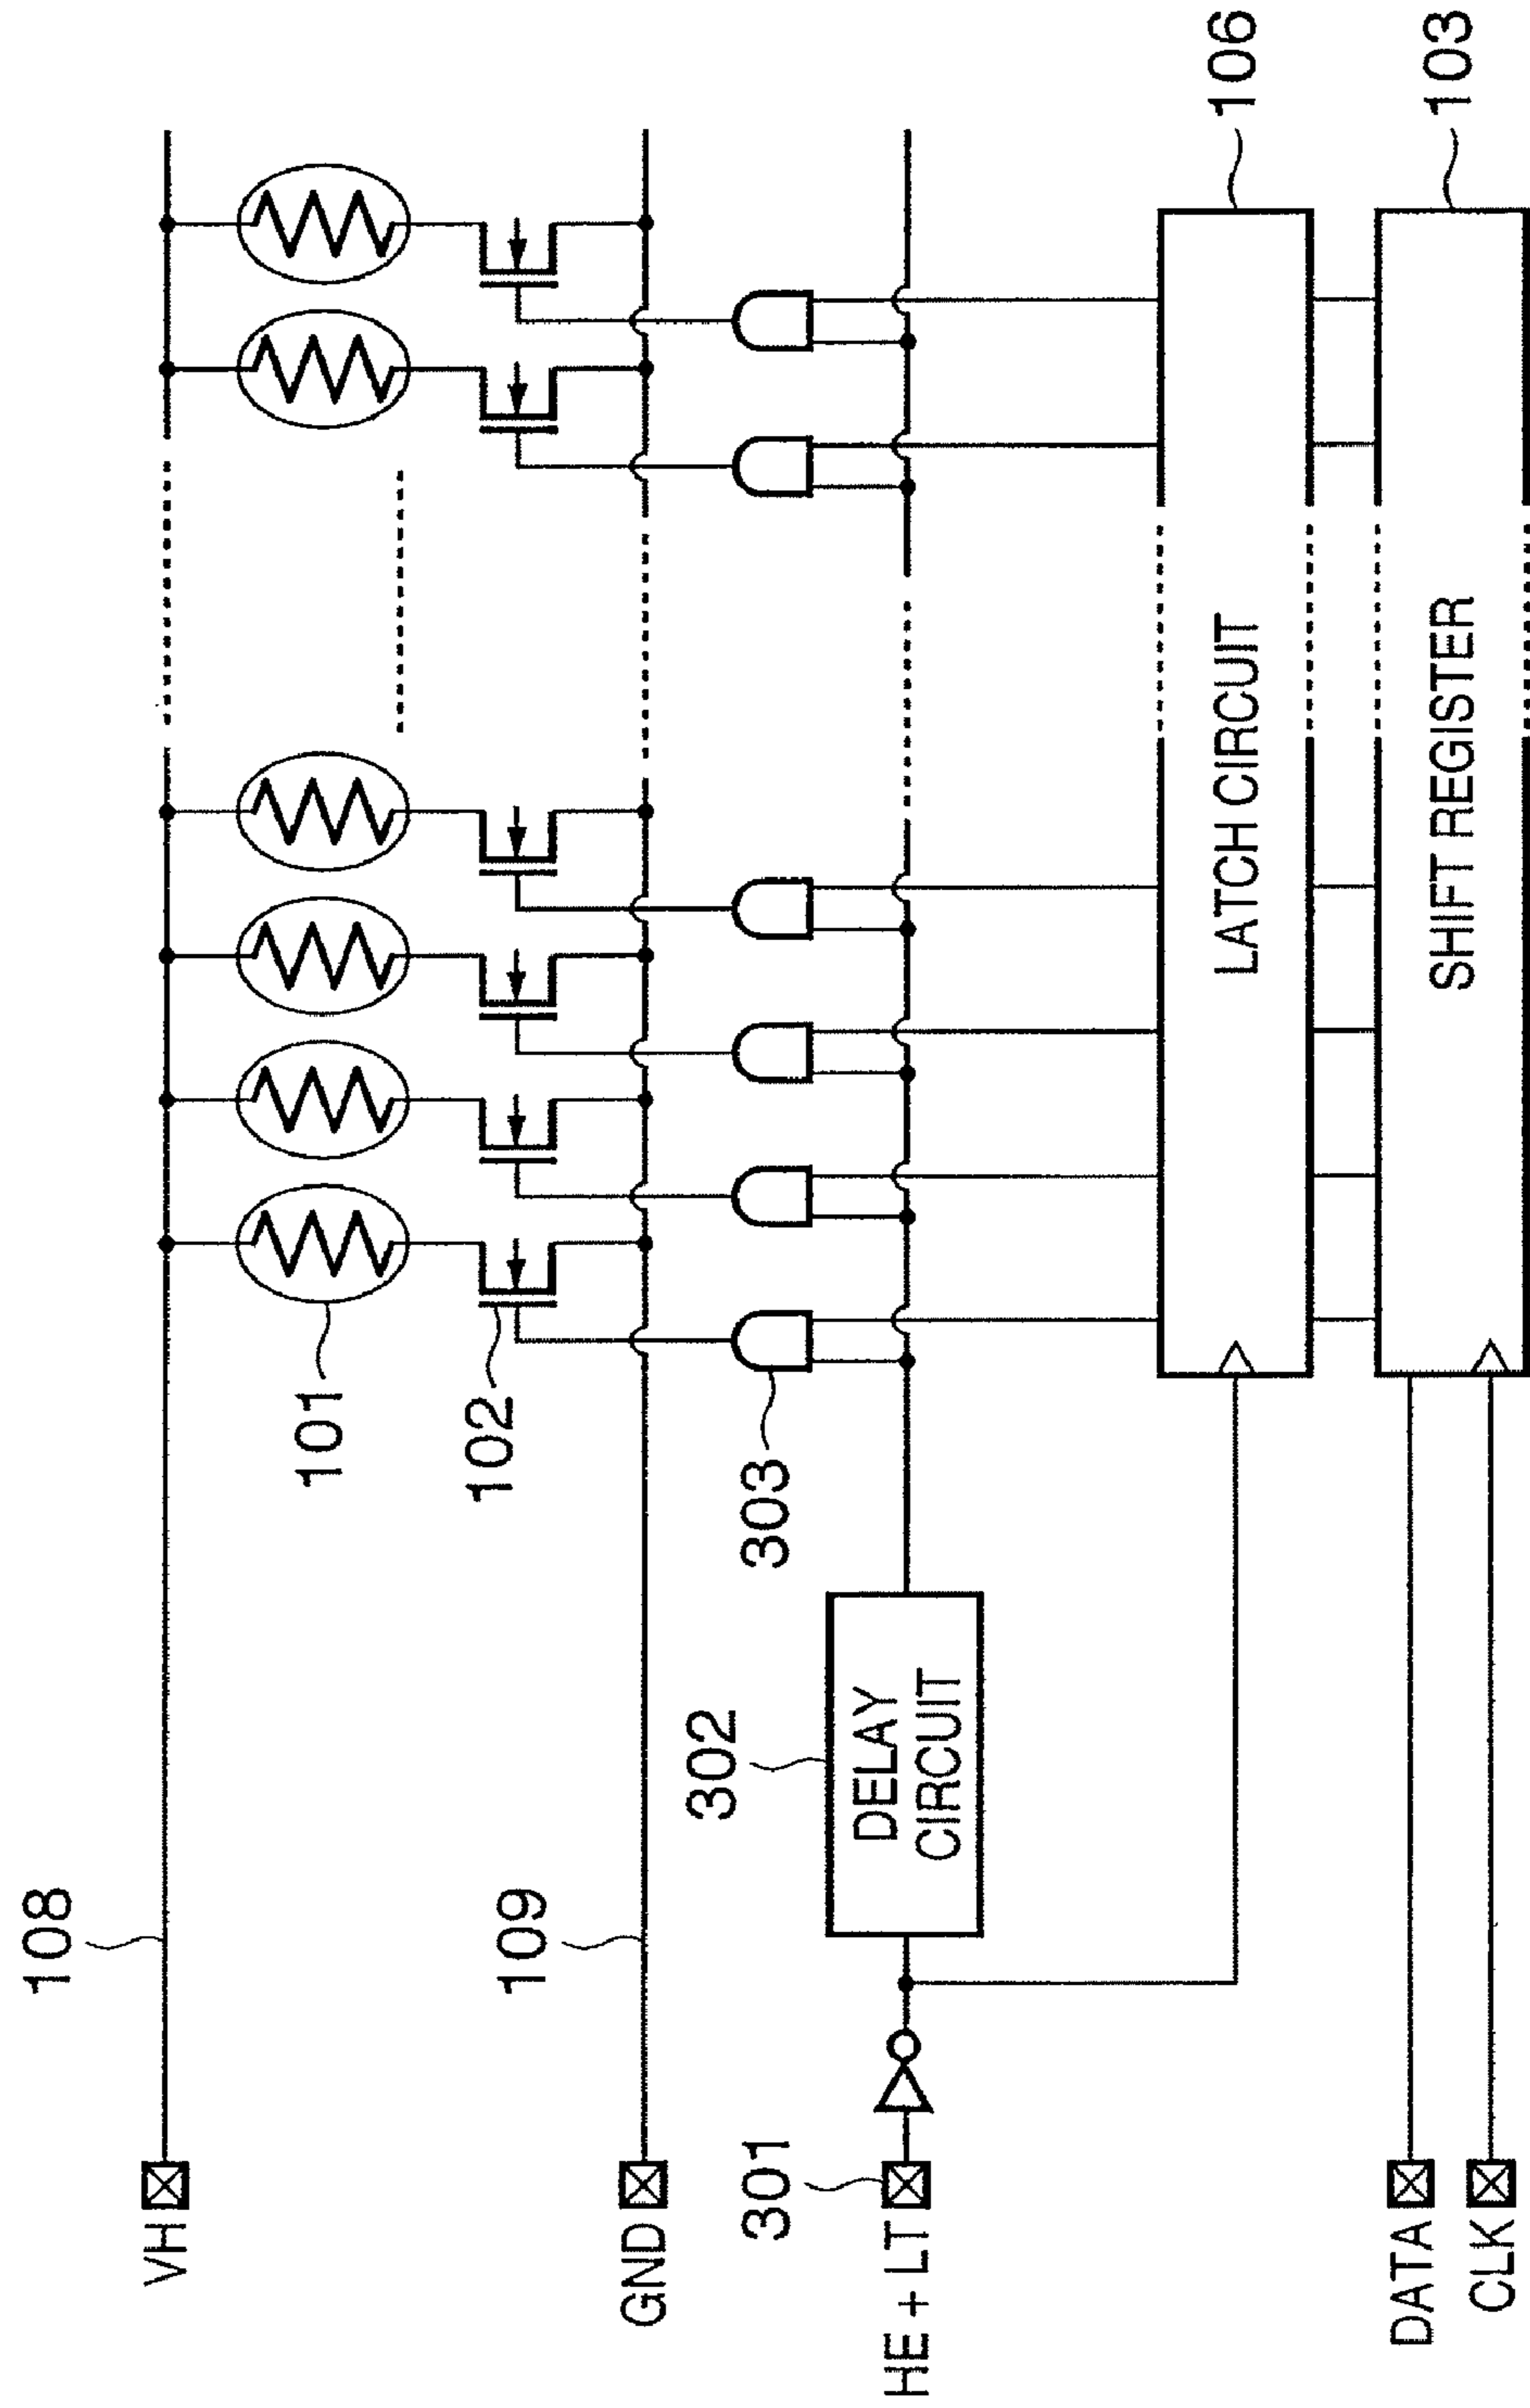 108
VH
101
102
109
GND
303
302
DELAY
CIRCUIT
301
HE + LT
106
LATCH CIRCUIT
103
SHIFT REGISTER
DATA
CLK